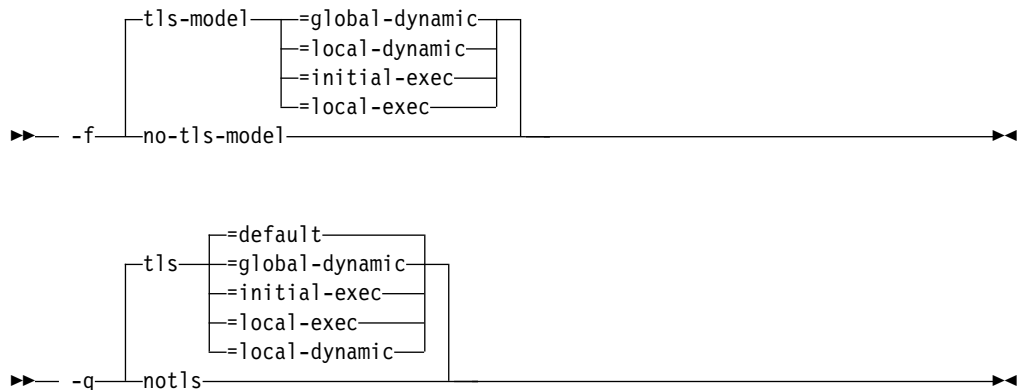 tls-model =global-dynamic
=local-dynamic
=initial-exec
=local-exec
-f no-tls-model
=default
tls =global-dynamic
=initial-exec
=local-exec
=local-dynamic
-q notls